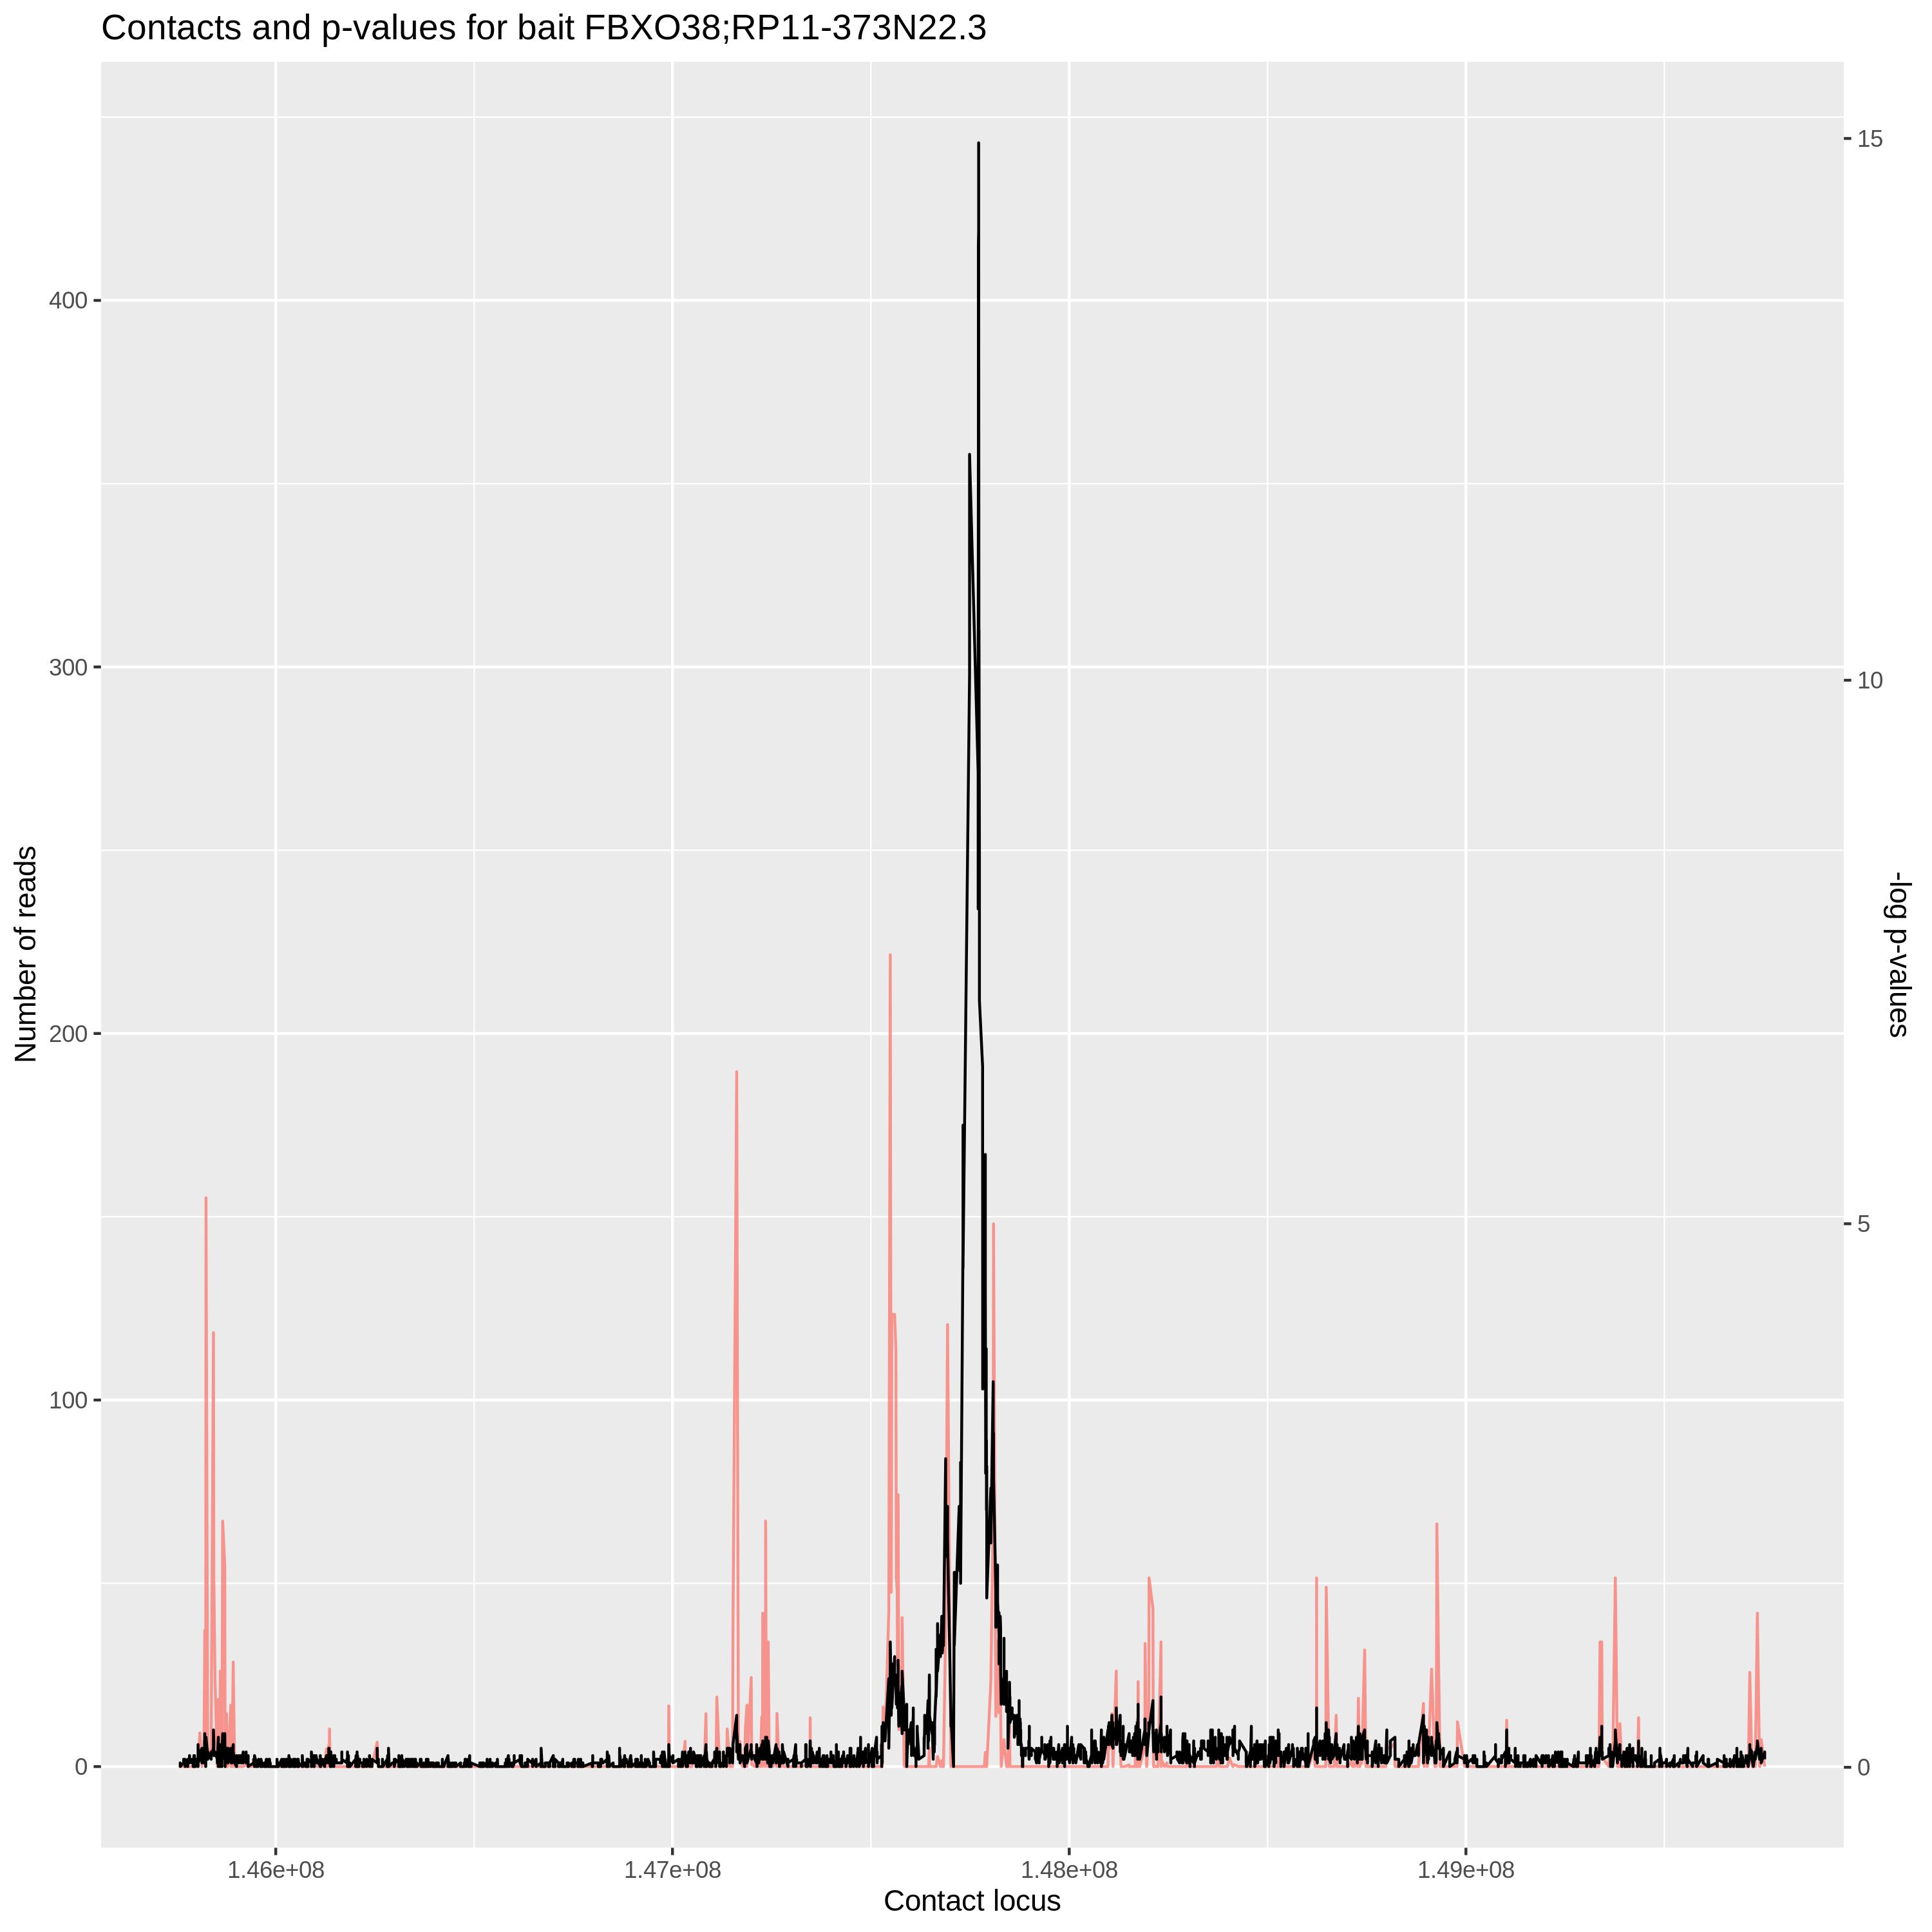 Contacts and p-values for bait FBXO38;RP11-373N22.3
15
400
300
10
Number of reads
-log p-values
200
5
100
0
0
1.46e+08 1.47e+08 1.48e+08 1.49e+08
Contact locus